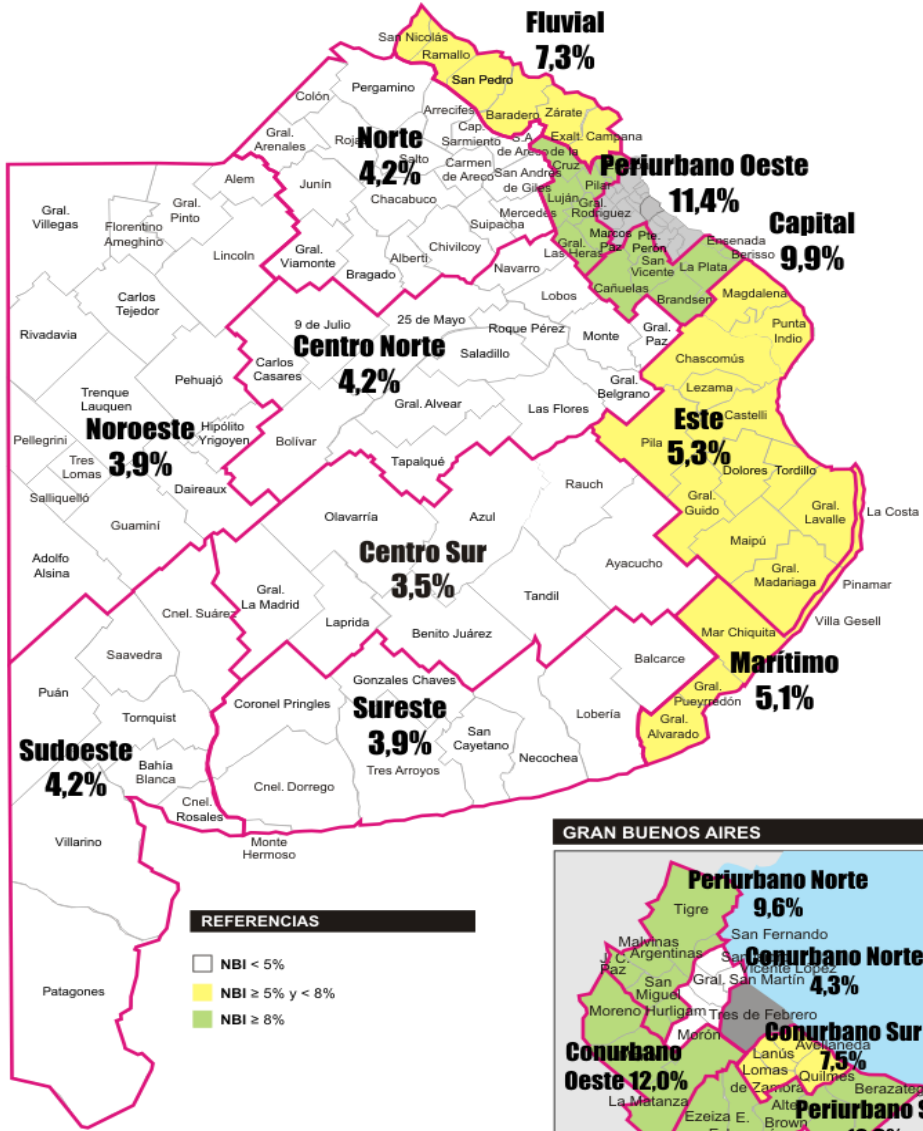 Fluvial
7,3%
San Nicolás
Ramallo
San Pedro
Baradero
Zárate
Campana
Exalt.
de la
Cruz
Pergamino
Colón
Arrecifes
Gral.
Arenales
Norte
4,2%
Cap.
Sarmiento
S.A.
de Areco
Salto
Carmen
de Areco
San Andrés
de Giles
Junín
Chacabuco
Mercedes
Suipacha
Chivilcoy
Alberti
Gral.
Viamonte
Bragado
Navarro
Periurbano Oeste
11,4%
Pilar
Luján
Gral.
Rodríguez
Marcos
Paz
Gral.
Las Heras
Capital
9,9%
Pte.
Perón
San
Vicente
La Plata
Ensenada
Berisso
Cañuelas
Brandsen
Alem
Gral.
Pinto
Gral.
Villegas
Florentino
Ameghino
Lincoln
Carlos
Tejedor
Rivadavia
Pehuajó
Trenque
Lauquen
Hipólito
Yrigoyen
Noroeste
3,9%
Pellegrini
Tres
Lomas
Salliquelló
Daireaux
Guaminí
Adolfo
Alsina
Lobos
9 de Julio
25 de Mayo
Roque Pérez
Monte
Gral.
Paz
Centro Norte
4,2%
Carlos
Casares
Saladillo
Gral.
Belgrano
Gral. Alvear
Las Flores
Bolívar
Tapalqué
Magdalena
Punta
Indio
Chascomús
Lezama
Castelli
Este
5,3%
Pila
Dolores
Tordillo
Gral.
Guido
Gral.
Lavalle
La Costa
Maipú
Gral.
Madariaga
Pinamar
Villa Gesell
Rauch
Olavarría
Azul
Centro Sur
3,5%
Ayacucho
Gral.
La Madrid
Tandil
Laprida
Benito Juárez
Mar Chiquita
Balcarce
Marítimo
5,1%
Gral.
Pueyrredón
Gral.
Alvarado
Cnel. Suárez
Saavedra
Puán
Tornquist
Sudoeste
4,2%
Bahía
Blanca
Cnel.
Rosales
Villarino
Monte
Hermoso
Patagones
Gonzales Chaves
Coronel Pringles
Sureste
3,9%
San
Cayetano
Lobería
Necochea
Tres Arroyos
Cnel. Dorrego
REFERENCIAS
NBI < 5%
NBI ≥ 5% y < 8%
NBI ≥ 8%
GRAN BUENOS AIRES
Periurbano Norte
9,6%
Tigre
San Fernando
Malvinas
Argentinas
J. C.
Paz
Conurbano Norte
4,3%
Vicente López
Gral. San Martín
San
Miguel
Moreno
Hurligam
Tres de Febrero
Morón
Conurbano Sur
7,5%
Avellaneda
Lanús
Lomas
de Zamora
Quilmes
Conurbano
Oeste 12,0%
La Matanza
Ezeiza
E.
Brown